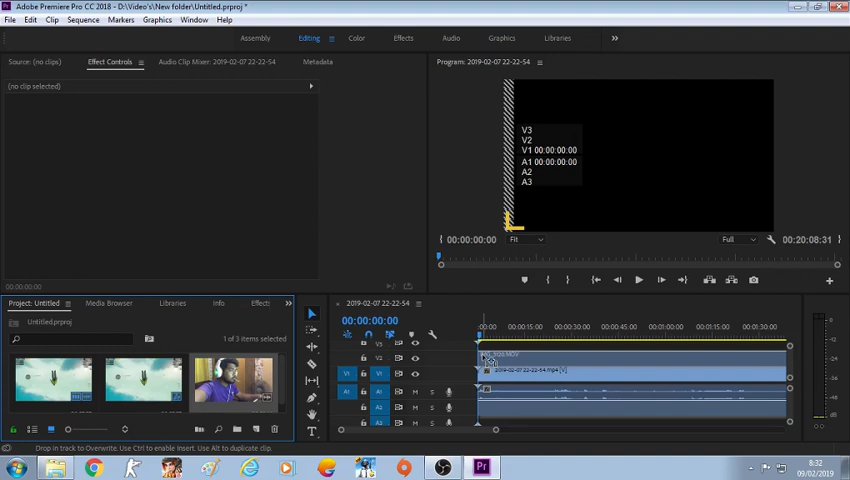 Adobe Premiere Pro CC 2018 - D:\Video's\New folder\Untitled.prproj *
File Edit Clip Sequence Markers Graphics Window Help
Assembly Editing Color Effects Audio Graphics Libraries
Source: (no clips) Effect Controls Audio Clip Mixer: 2019-02-07 22-22-54 Metadata
Program: 2019-02-07 22-22-54
(no clip selected)
V3
V2
V1 00:00:00:00
A1 00:00:00:00
A2
A3
00:00:00:00 Fit Full 00:20:08:31
00:00:00:00
Project: Untitled Media Browser Libraries Info Effect
2019-02-07 22-22-54
Untitled.prproj
1 of 3 items selected
00:00:00:00
:00:00 00:00:15:00 00:00:30:00 00:00:45:00 00:01:00:00 00:01:15:00 00:01:30:00
V3
V2
V1 V1 2019-02-07 22-22-54.mp4 [V]
A1 A1 M S
A2 M S
A3 M S
0
Drop in track to Overwrite. Use Ctrl to enable Insert. Use Alt to duplicate clip.
8:32
09/02/2019